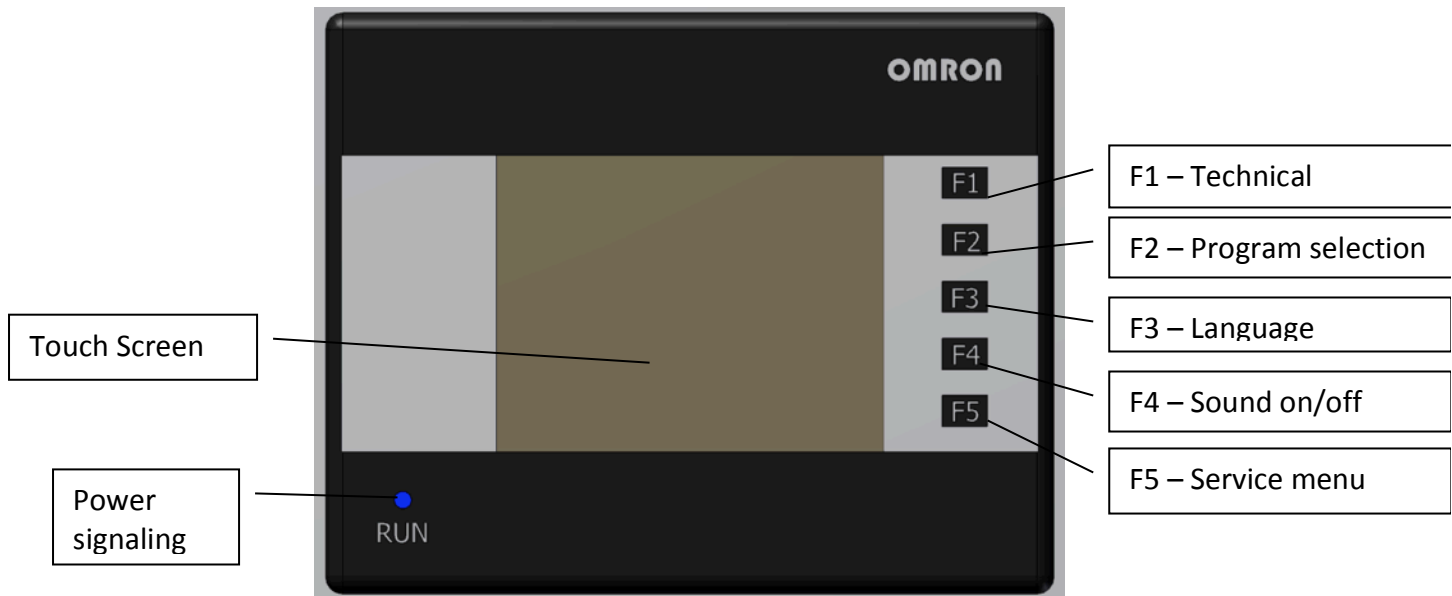 OMRON
F1
F2
F3
F4
F5
F1 – Technical
F2 – Program selection
F3 – Language
F4 – Sound on/off
F5 – Service menu
Touch Screen
Power
signaling
RUN